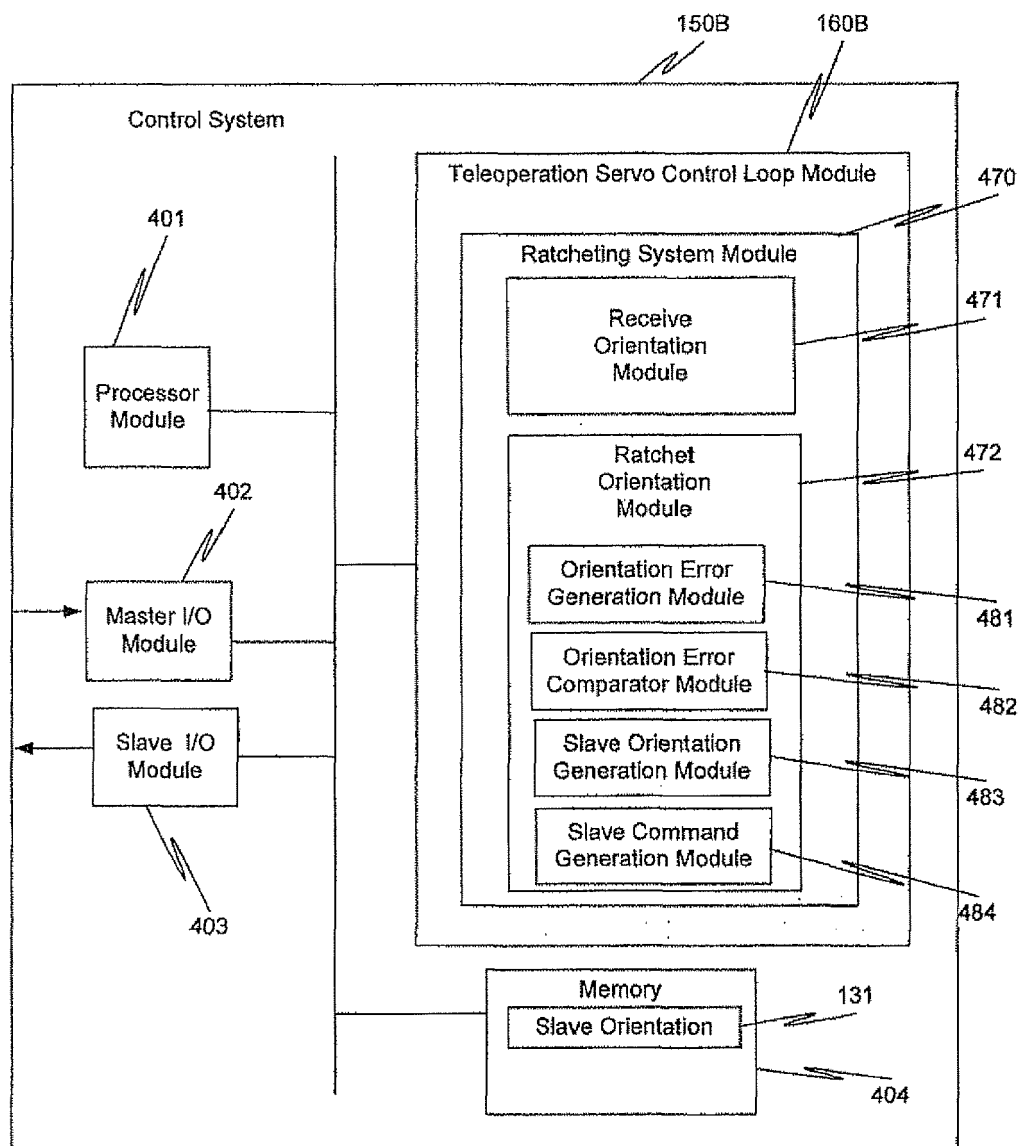 150B
160B
Control System
Teleoperation Servo Control Loop Module
470
401
Ratcheting System Module
471
Receive
Orientation
Module
Processor
Module
472
Ratchet
Orientation
Module
402
Orientation Error
Generation Module
481
Master I/O
Module
Orientation Error
Comparator Module
482
Slave I/O
Module
Slave Orientation
Generation Module
483
Slave Command
Generation Module
484
403
Memory
131
Slave Orientation
404